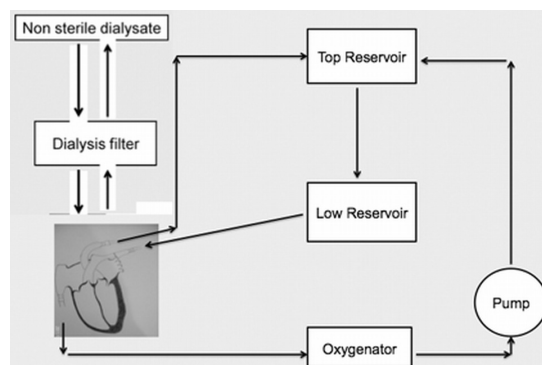 Non sterile dialysate
Top Reservoir
Dialysis filter
Low Reservoir
Pump
Oxygenator